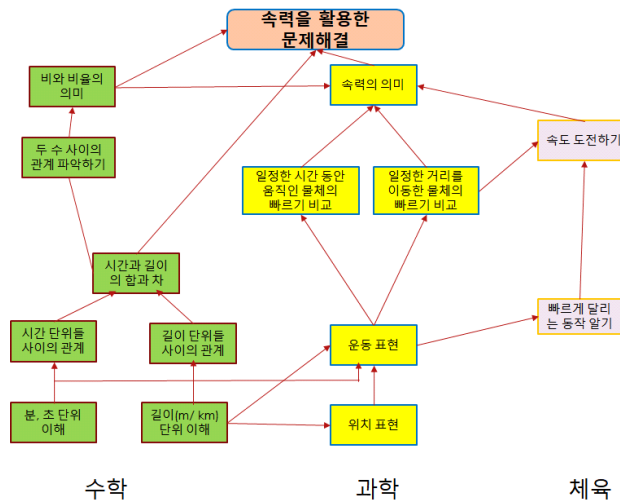 속력을 활용한
문제해결
비와 비율의
의미
속력의 의미
두 수 사이의
관계 파악하기
속도 도전하기
일정한 시간 동안
움직인 물체의
빠르기 비교
일정한 거리를
이동한 물체의
빠르기 비교
시간과 길이
의 합과 차
시간 단위들
사이의 관계
길이 단위들
사이의 관계
운동 표현
빠르게 달리
는 동작 알기
분, 초 단위
이해
길이(m/ km)
단위 이해
위치 표현
수학
과학
체육